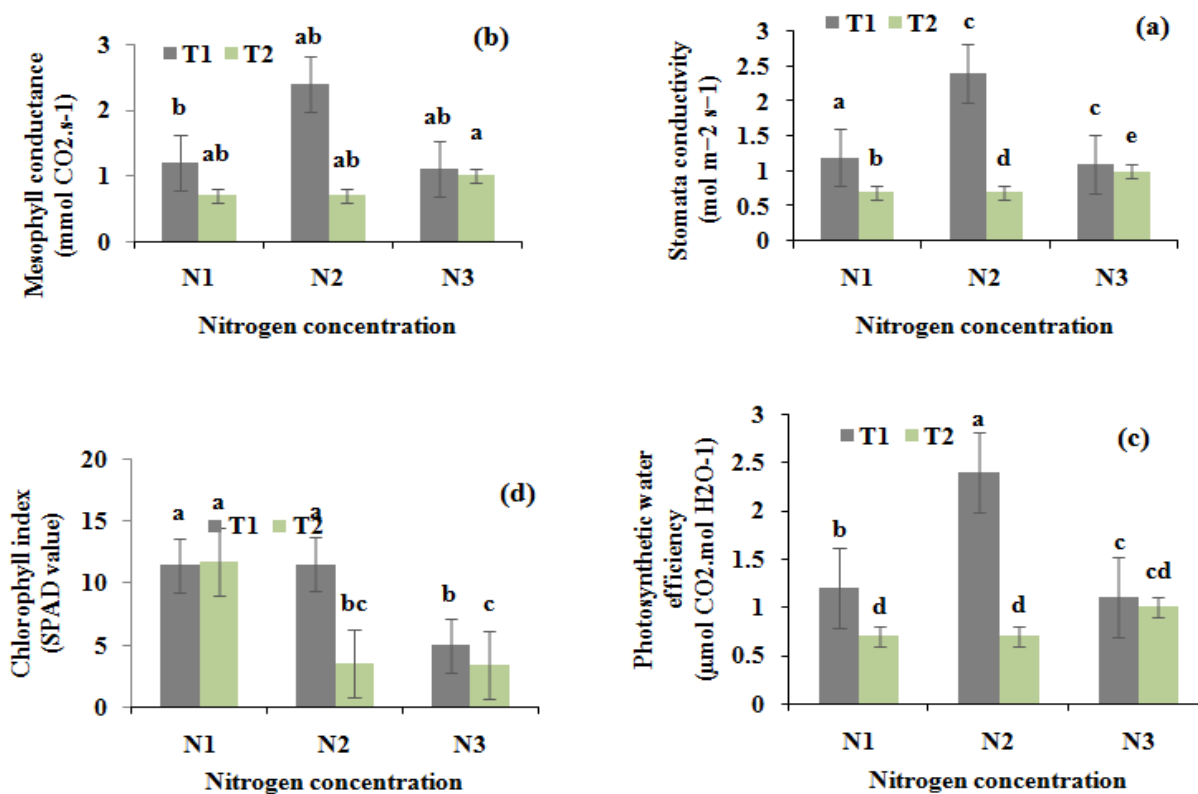 (b)
T1 T2
Mesophyll conductance
(mmol CO2.s-1)
3
2
1
0
b
ab
ab
ab
ab
a
N1 N2 N3
Nitrogen concentration
(a)
Stomata conductivity
(mol m−2 s−1)
3
2.5
2
1.5
1
0.5
0
a
b
c
d
c
e
N1 N2 N3
Nitrogen concentration
(d)
T1 T2
Chlorophyll index
(SPAD value)
20
15
10
5
0
a
a
a
bc
b
c
N1 N2 N3
Nitrogen concentration
(c)
T1 T2
Photosynthetic water
efficiency
(µmol CO2.mol H2O-1)
3
2.5
2
1.5
1
0.5
0
b
d
a
d
c
cd
N1 N2 N3
Nitrogen concentration